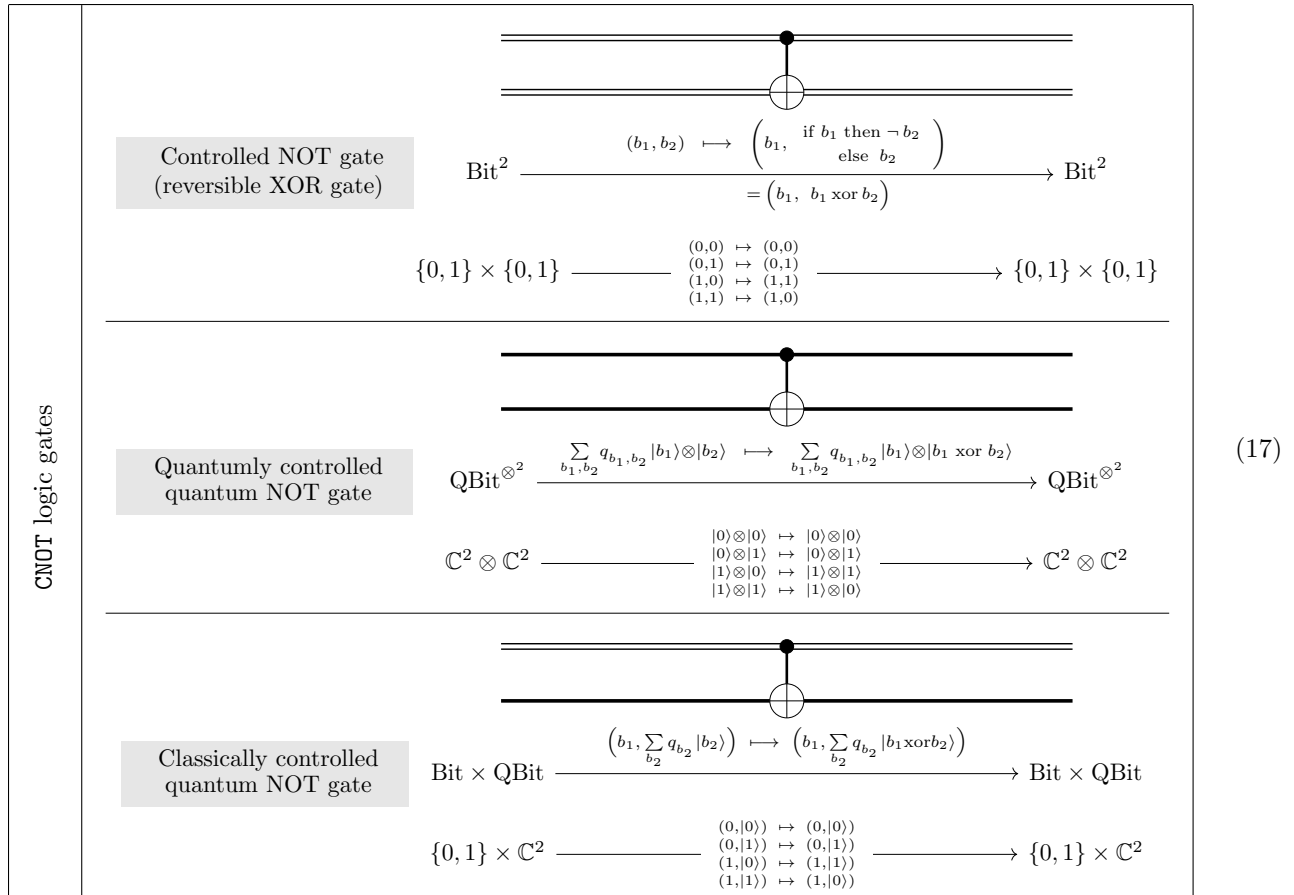 CNOT logic gates
(17)
Controlled NOT gate
(reversible XOR gate)
Bit²
(b₁, b₂) ⟼ (b₁, if b₁ then ¬ b₂
else b₂)
= (b₁, b₁ xor b₂)
Bit²
{0, 1} × {0, 1}
(0,0) ↦ (0,0)
(0,1) ↦ (0,1)
(1,0) ↦ (1,1)
(1,1) ↦ (1,0)
{0, 1} × {0, 1}
Quantumly controlled
quantum NOT gate
QBit^⊗²
∑_{b₁,b₂} q_{b₁,b₂} |b₁⟩⊗|b₂⟩ ⟼ ∑_{b₁,b₂} q_{b₁,b₂} |b₁⟩⊗|b₁ xor b₂⟩
QBit^⊗²
ℂ² ⊗ ℂ²
|0⟩⊗|0⟩ ↦ |0⟩⊗|0⟩
|0⟩⊗|1⟩ ↦ |0⟩⊗|1⟩
|1⟩⊗|0⟩ ↦ |1⟩⊗|1⟩
|1⟩⊗|1⟩ ↦ |1⟩⊗|0⟩
ℂ² ⊗ ℂ²
Classically controlled
quantum NOT gate
Bit × QBit
(b₁, ∑_{b₂} q_{b₂} |b₂⟩) ⟼ (b₁, ∑_{b₂} q_{b₂} |b₁xorb₂⟩)
Bit × QBit
{0, 1} × ℂ²
(0,|0⟩) ↦ (0,|0⟩)
(0,|1⟩) ↦ (0,|1⟩)
(1,|0⟩) ↦ (1,|1⟩)
(1,|1⟩) ↦ (1,|0⟩)
{0, 1} × ℂ²